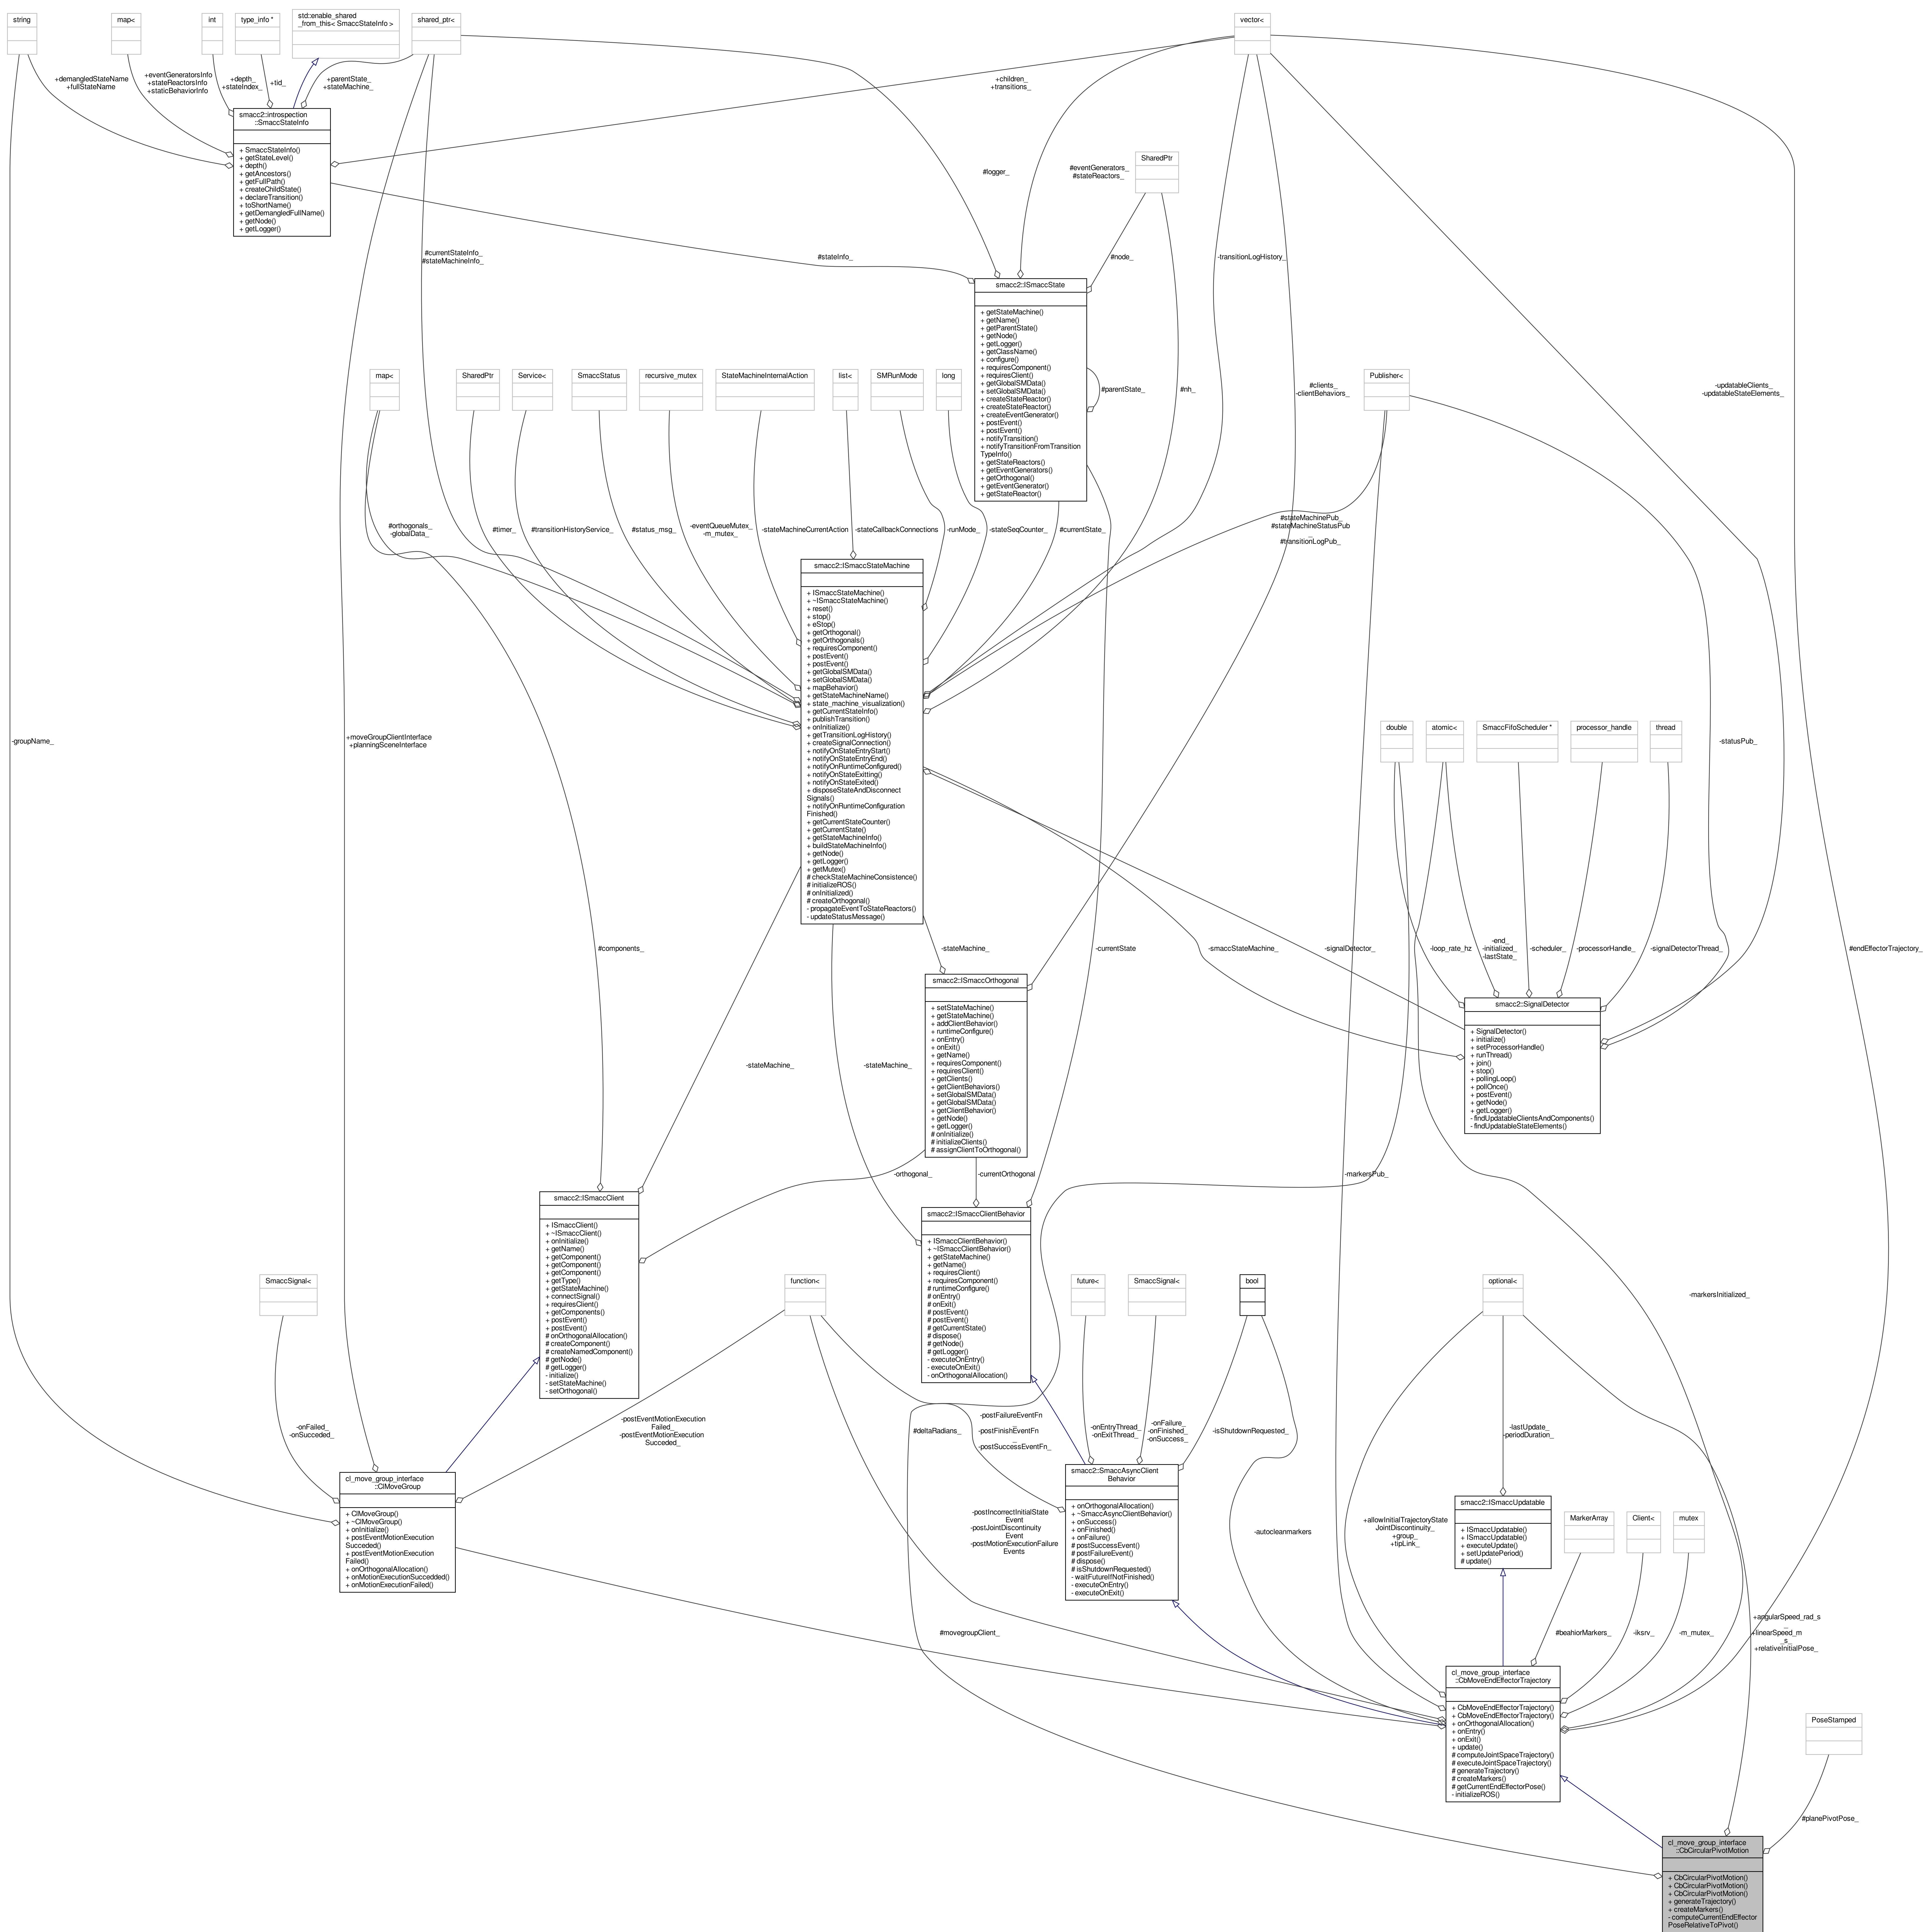 string
map<
int
type_info *
std::enable_shared
_from_this< SmaccStateInfo >
shared_ptr<
vector<
+demangledStateName
+fullStateName
+eventGeneratorsInfo
+stateReactorsInfo
+staticBehaviorInfo
+depth_
+stateIndex_
+tid_
+parentState_
+stateMachine_
+children_
+transitions_
smacc2::introspection
::SmaccStateInfo
+ SmaccStateInfo()
+ getStateLevel()
+ depth()
+ getAncestors()
+ getFullPath()
+ createChildState()
+ declareTransition()
+ toShortName()
+ getDemangledFullName()
+ getNode()
+ getLogger()
#logger_
#eventGenerators_
#stateReactors_
SharedPtr
#currentStateInfo_
#stateMachineInfo_
#stateInfo_
#node_
-transitionLogHistory_
smacc2::ISmaccState
+ getStateMachine()
+ getName()
+ getParentState()
+ getNode()
+ getLogger()
+ getClassName()
+ configure()
+ requiresComponent()
+ requiresClient()
+ getGlobalSMData()
+ setGlobalSMData()
+ createStateReactor()
+ createStateReactor()
+ createEventGenerator()
+ postEvent()
+ postEvent()
+ notifyTransition()
+ notifyTransitionFromTransition
TypeInfo()
+ getStateReactors()
+ getEventGenerators()
+ getOrthogonal()
+ getEventGenerator()
+ getStateReactor()
#parentState_
#nh_
#clients_
-clientBehaviors_
-updatableClients_
-updatableStateElements_
map<
SharedPtr
Service<
SmaccStatus
recursive_mutex
StateMachineInternalAction
list<
SMRunMode
long
Publisher<
#orthogonals_
-globalData_
#timer_
#transitionHistoryService_
#status_msg_
-eventQueueMutex_
-m_mutex_
-stateMachineCurrentAction
-stateCallbackConnections
-runMode_
-stateSeqCounter_
#currentState_
#stateMachinePub_
#stateMachineStatusPub
_
#transitionLogPub_
smacc2::ISmaccStateMachine
+ ISmaccStateMachine()
+ ~ISmaccStateMachine()
+ reset()
+ stop()
+ eStop()
+ getOrthogonal()
+ getOrthogonals()
+ requiresComponent()
+ postEvent()
+ postEvent()
+ getGlobalSMData()
+ setGlobalSMData()
+ mapBehavior()
+ getStateMachineName()
+ state_machine_visualization()
+ getCurrentStateInfo()
+ publishTransition()
+ onInitialize()
+ getTransitionLogHistory()
+ createSignalConnection()
+ notifyOnStateEntryStart()
+ notifyOnStateEntryEnd()
+ notifyOnRuntimeConfigured()
+ notifyOnStateExitting()
+ notifyOnStateExited()
+ disposeStateAndDisconnect
Signals()
+ notifyOnRuntimeConfiguration
Finished()
+ getCurrentStateCounter()
+ getCurrentState()
+ getStateMachineInfo()
+ buildStateMachineInfo()
+ getNode()
+ getLogger()
+ getMutex()
# checkStateMachineConsistence()
# initializeROS()
# onInitialized()
# createOrthogonal()
- propagateEventToStateReactors()
- updateStatusMessage()
-groupName_
+moveGroupClientInterface
+planningSceneInterface
double
atomic<
SmaccFifoScheduler *
processor_handle
thread
-statusPub_
#components_
-stateMachine_
-currentState
-smaccStateMachine_
-signalDetector_
-loop_rate_hz
-end_
-initialized_
-lastState_
-scheduler_
-processorHandle_
-signalDetectorThread_
#endEffectorTrajectory_
smacc2::ISmaccOrthogonal
+ setStateMachine()
+ getStateMachine()
+ addClientBehavior()
+ runtimeConfigure()
+ onEntry()
+ onExit()
+ getName()
+ requiresComponent()
+ requiresClient()
+ getClients()
+ getClientBehaviors()
+ setGlobalSMData()
+ getGlobalSMData()
+ getClientBehavior()
+ getNode()
+ getLogger()
# onInitialize()
# initializeClients()
# assignClientToOrthogonal()
smacc2::SignalDetector
+ SignalDetector()
+ initialize()
+ setProcessorHandle()
+ runThread()
+ join()
+ stop()
+ pollingLoop()
+ pollOnce()
+ postEvent()
+ getNode()
+ getLogger()
- findUpdatableClientsAndComponents()
- findUpdatableStateElements()
-stateMachine_
-stateMachine_
-orthogonal_
-currentOrthogonal
-markersPub_
smacc2::ISmaccClient
+ ISmaccClient()
+ ~ISmaccClient()
+ onInitialize()
+ getName()
+ getComponent()
+ getComponent()
+ getComponent()
+ getType()
+ getStateMachine()
+ connectSignal()
+ requiresClient()
+ getComponents()
+ postEvent()
+ postEvent()
# onOrthogonalAllocation()
# createComponent()
# createNamedComponent()
# getNode()
# getLogger()
- initialize()
- setStateMachine()
- setOrthogonal()
smacc2::ISmaccClientBehavior
+ ISmaccClientBehavior()
+ ~ISmaccClientBehavior()
+ getStateMachine()
+ getName()
+ requiresClient()
+ requiresComponent()
# runtimeConfigure()
# onEntry()
# onExit()
# postEvent()
# postEvent()
# getCurrentState()
# dispose()
# getNode()
# getLogger()
- executeOnEntry()
- executeOnExit()
- onOrthogonalAllocation()
SmaccSignal<
function<
future<
SmaccSignal<
bool
optional<
-markersInitialized_
-onFailed_
-onSucceded_
-postEventMotionExecution
Failed_
-postEventMotionExecution
Succeded_
#deltaRadians_
-postFailureEventFn
_
-postFinishEventFn
_
-postSuccessEventFn_
-onEntryThread_
-onExitThread_
-onFailure_
-onFinished_
-onSuccess_
-isShutdownRequested_
-lastUpdate_
-periodDuration_
cl_move_group_interface
::ClMoveGroup
+ ClMoveGroup()
+ ~ClMoveGroup()
+ onInitialize()
+ postEventMotionExecution
Succeded()
+ postEventMotionExecution
Failed()
+ onOrthogonalAllocation()
+ onMotionExecutionSuccedded()
+ onMotionExecutionFailed()
smacc2::SmaccAsyncClient
Behavior
+ onOrthogonalAllocation()
+ ~SmaccAsyncClientBehavior()
+ onSuccess()
+ onFinished()
+ onFailure()
# postSuccessEvent()
# postFailureEvent()
# dispose()
# isShutdownRequested()
- waitFutureIfNotFinished()
- executeOnEntry()
- executeOnExit()
-postIncorrectInitialState
Event
-postJointDiscontinuity
Event
-postMotionExecutionFailure
Events
-autocleanmarkers
+allowInitialTrajectoryState
JointDiscontinuity_
+group_
+tipLink_
smacc2::ISmaccUpdatable
+ ISmaccUpdatable()
+ ISmaccUpdatable()
+ executeUpdate()
+ setUpdatePeriod()
# update()
MarkerArray
Client<
mutex
#movegroupClient_
#beahiorMarkers_
-iksrv_
-m_mutex_
+angularSpeed_rad_s
_
+linearSpeed_m
_s_
+relativeInitialPose_
cl_move_group_interface
::CbMoveEndEffectorTrajectory
+ CbMoveEndEffectorTrajectory()
+ CbMoveEndEffectorTrajectory()
+ onOrthogonalAllocation()
+ onEntry()
+ onExit()
+ update()
# computeJointSpaceTrajectory()
# executeJointSpaceTrajectory()
# generateTrajectory()
# createMarkers()
# getCurrentEndEffectorPose()
- initializeROS()
PoseStamped
#planePivotPose_
cl_move_group_interface
::CbCircularPivotMotion
+ CbCircularPivotMotion()
+ CbCircularPivotMotion()
+ CbCircularPivotMotion()
+ generateTrajectory()
+ createMarkers()
- computeCurrentEndEffector
PoseRelativeToPivot()